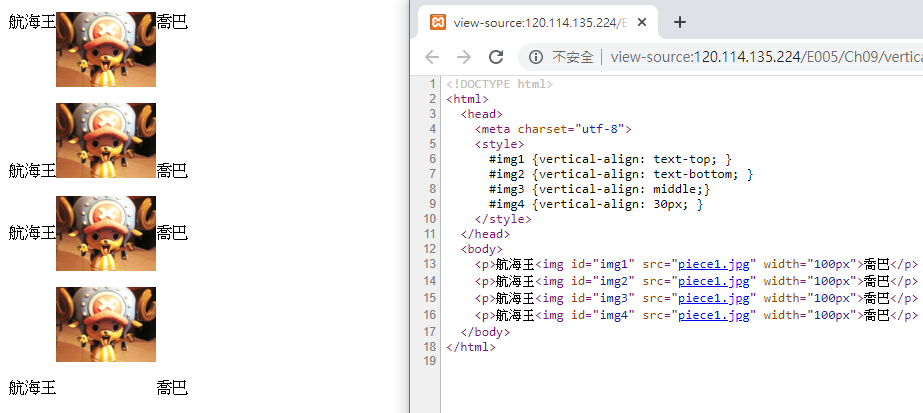 航海王 喬巴
航海王 喬巴
航海王 喬巴
航海王 喬巴
view-source:120.114.135.224/E
不安全 | view-source:120.114.135.224/E005/Ch09/vertica
1 <!DOCTYPE html>
2 <html>
3 <head>
4 <meta charset="utf-8">
5 <style>
6 #img1 {vertical-align: text-top; }
7 #img2 {vertical-align: text-bottom; }
8 #img3 {vertical-align: middle;}
9 #img4 {vertical-align: 30px; }
10 </style>
11 </head>
12 <body>
13 <p>航海王<img id="img1" src="piece1.jpg" width="100px">喬巴</p>
14 <p>航海王<img id="img2" src="piece1.jpg" width="100px">喬巴</p>
15 <p>航海王<img id="img3" src="piece1.jpg" width="100px">喬巴</p>
16 <p>航海王<img id="img4" src="piece1.jpg" width="100px">喬巴</p>
17 </body>
18 </html>
19